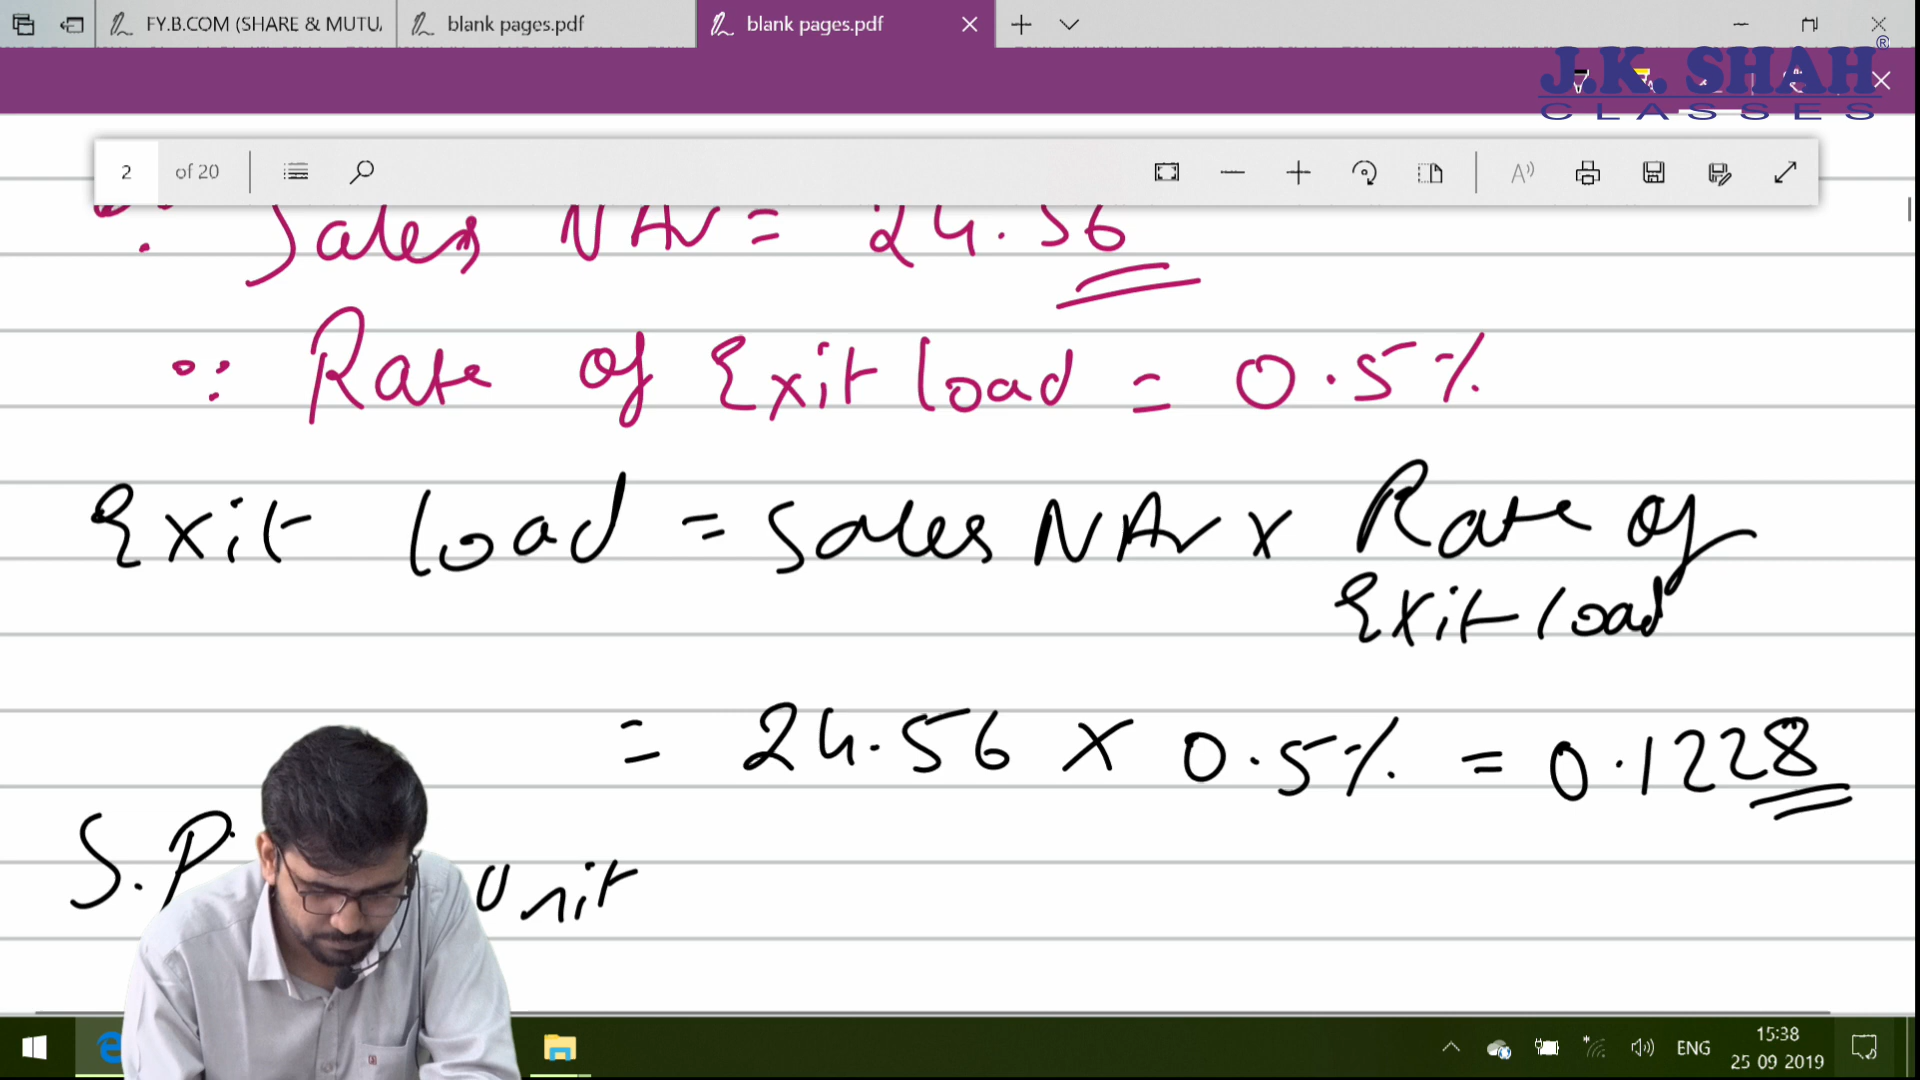 FY.B.COM (SHARE & MUTU
blank pages.pdf
blank pages.pdf
J.K. SHAH®
CLASSES
2 of 20
∵ Sales NAV = 24.56
∵ Rate of Exit load = 0.5%
Exit load = Sales NAV x Rate of
Exit load
= 24.56 x 0.5% = 0.1228
S.P Unit
15:38
ENG
25 09 2019